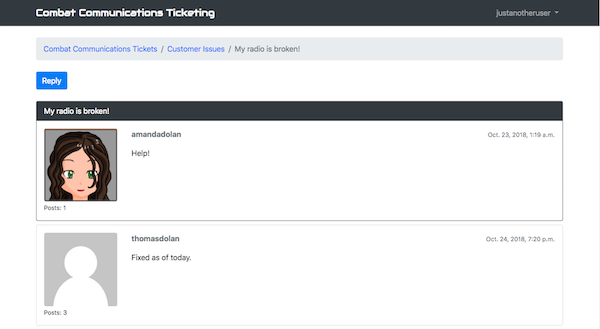 Combat Communications Ticketing
justanotheruser
Combat Communications Tickets / Customer Issues / My radio is broken!
Reply
My radio is broken!
amandadolan
Oct. 23, 2018, 1:19 a.m.
Help!
Posts: 1
thomasdolan
Oct. 24, 2018, 7:20 p.m.
Fixed as of today.
Posts: 3